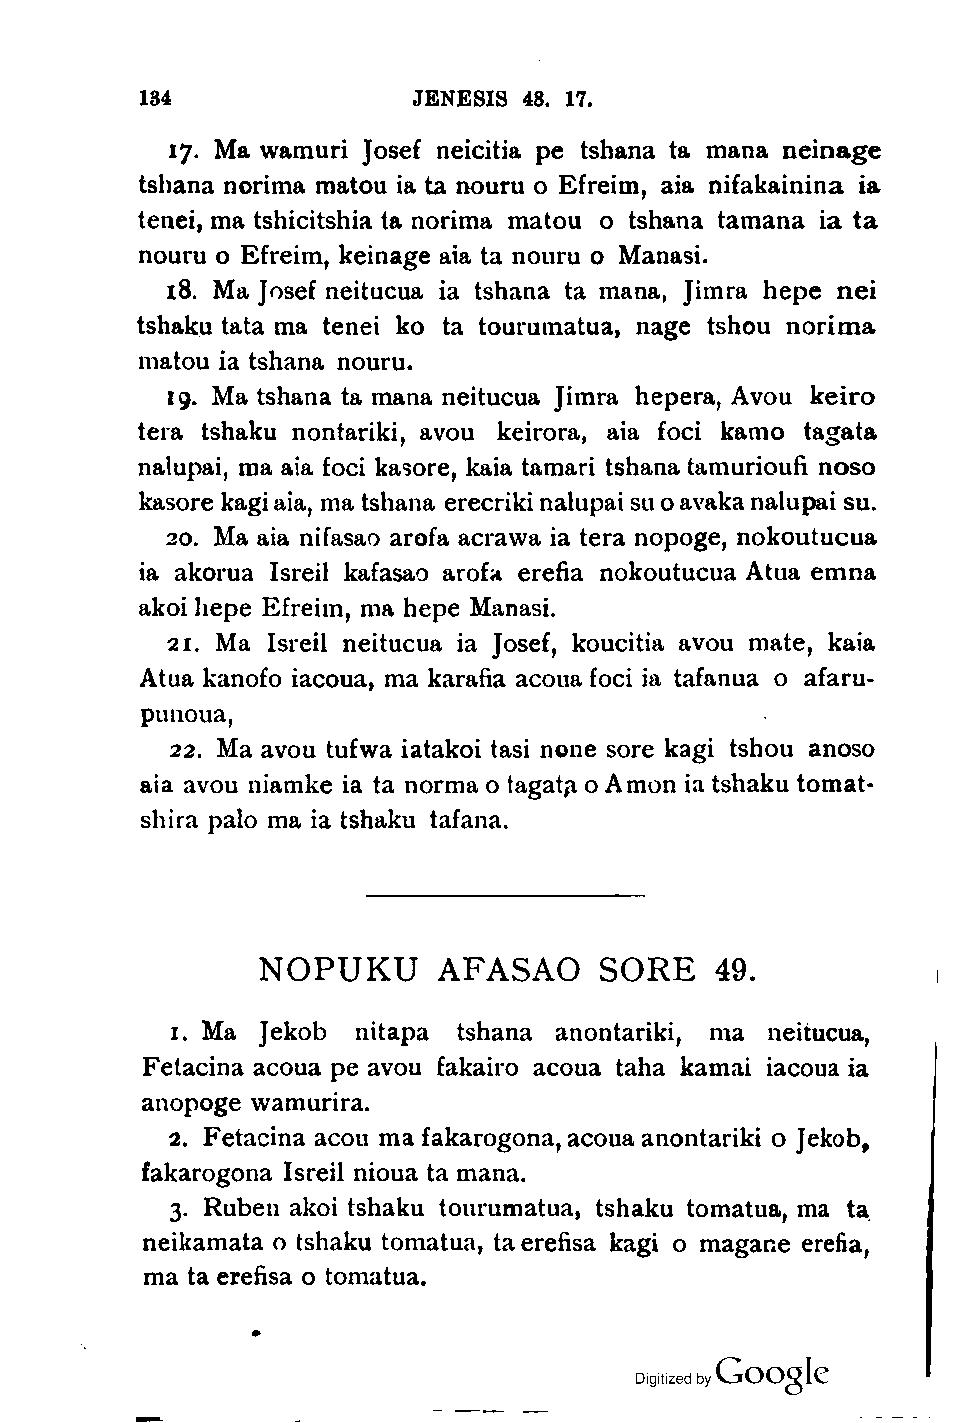 134 JENESIS 48. 17.
17. Ma wamuri Josef neicitia pe tshana ta mana neinage
tshana norima matou ia ta nouru o Efreim, aia nifakainina ia
tenei, ma tshicitshia ta norima matou o tshana tamana ia ta
nouru o Efreim, keinage aia ta nouru o Manasi.
18. Ma Josef neitucua ia tshana ta mana, Jimra hepe nei
tshaku tata ma tenei ko ta tourumatua, nage tshou norima
matou ia tshana nouru.
19. Ma tshana ta mana neitucua Jimra hepera, Avou keiro
tera tshaku nontariki, avou keirora, aia foci kamo tagata
nalupai, ma aia foci kasore, kaia tamari tshana tamurioufi noso
kasore kagi aia, ma tshana erecriki nalupai su o avaka nalupai su.
20. Ma aia nifasao arofa acrawa ia tera nopoge, nokoutucua
ia akorua Isreil kafasao arofa erefia nokoutucua Atua emna
akoi hepe Efreim, ma hepe Manasi.
21. Ma Isreil neitucua ia Josef, koucitia avou mate, kaia
Atua kanofo iacoua, ma karafia acoua foci ia tafanua o afaru-
punoua,
22. Ma avou tufwa iatakoi tasi none sore kagi tshou anoso
aia avou niamke ia ta norma o tagata o Amon ia tshaku tomat-
shira palo ma ia tshaku tafana.
NOPUKU AFASAO SORE 49.
1. Ma Jekob nitapa tshana anontariki, ma neitucua,
Fetacina acoua pe avou fakairo acoua taha kamai iacoua ia
anopoge wamurira.
2. Fetacina acou ma fakarogona, acoua anontariki o Jekob,
fakarogona Isreil nioua ta mana.
3. Ruben akoi tshaku tourumatua, tshaku tomatua, ma ta
neikamata o tshaku tomatua, ta erefisa kagi o magane erefia,
ma ta erefisa o tomatua.
Digitized by Google